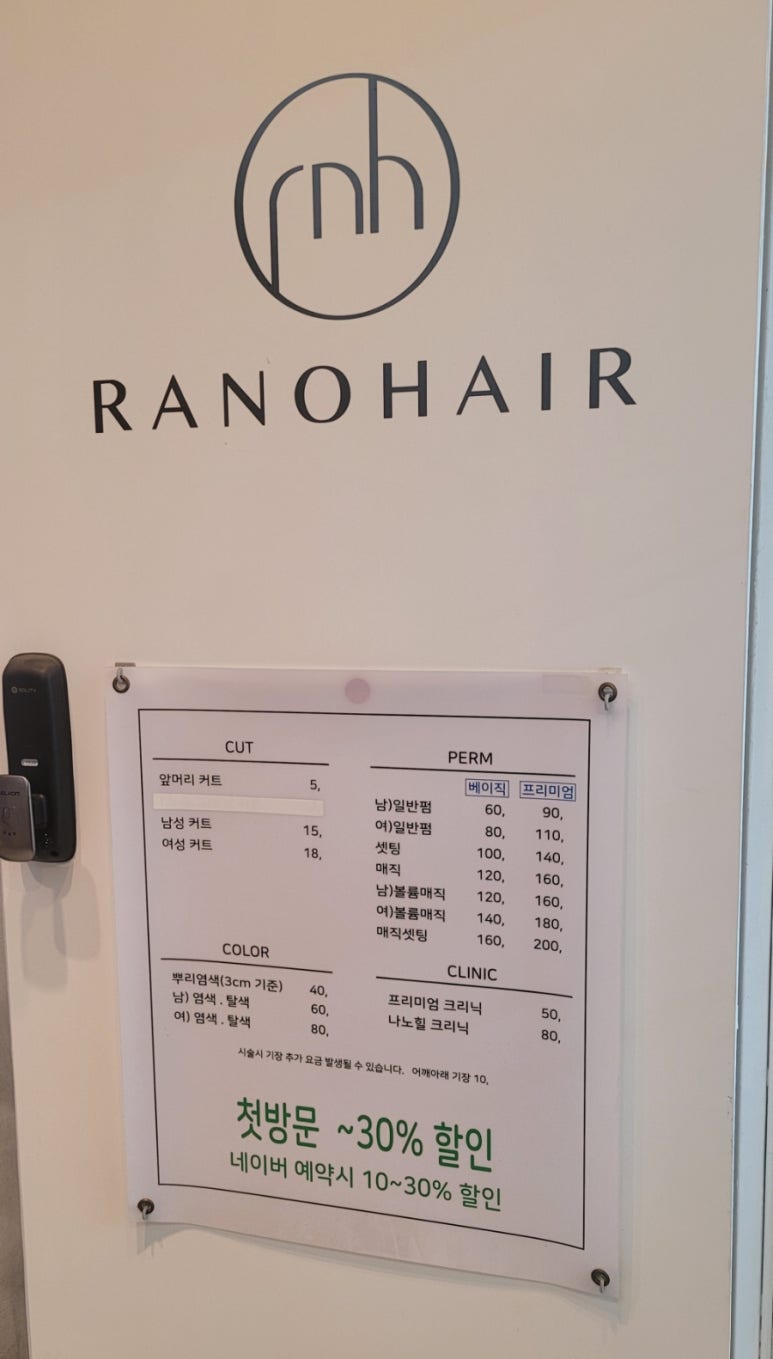 rnh
RANOHAIR
SOLITY
CUT
앞머리 커트 5,
남성 커트 15,
여성 커트 18,
PERM
베이직 프리미엄
남)일반펌 60, 90,
여)일반펌 80, 110,
셋팅 100, 140,
매직 120, 160,
남)볼륨매직 120, 160,
여)볼륨매직 140, 180,
매직셋팅 160, 200,
COLOR
뿌리염색(3cm 기준) 40,
남) 염색 . 탈색 60,
여) 염색 . 탈색 80,
CLINIC
프리미엄 크리닉 50,
나노힐 크리닉 80,
시술시 기장 추가 요금 발생될 수 있습니다. 어깨아래 기장 10,
첫방문 ~30% 할인
네이버 예약시 10~30% 할인